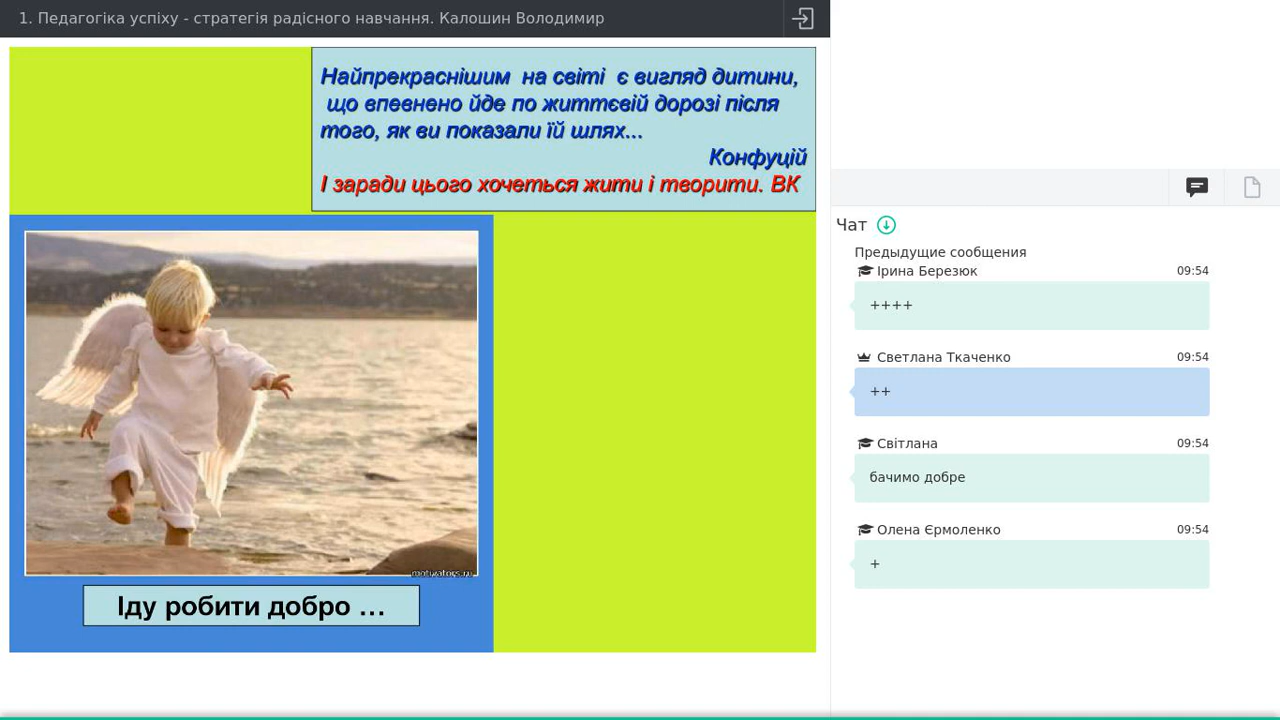 1. Педагогіка успіху - стратегія радісного навчання. Калошин Володимир
Найпрекраснішим на світі є вигляд дитини,
що впевнено йде по життєвій дорозі після
того, як ви показали їй шлях...
Конфуцій
І заради цього хочеться жити і творити. ВК
motivators.ru
Іду робити добро …
Чат
Предыдущие сообщения
Ірина Березюк 09:54
++++
Светлана Ткаченко 09:54
++
Світлана 09:54
бачимо добре
Олена Єрмоленко 09:54
+